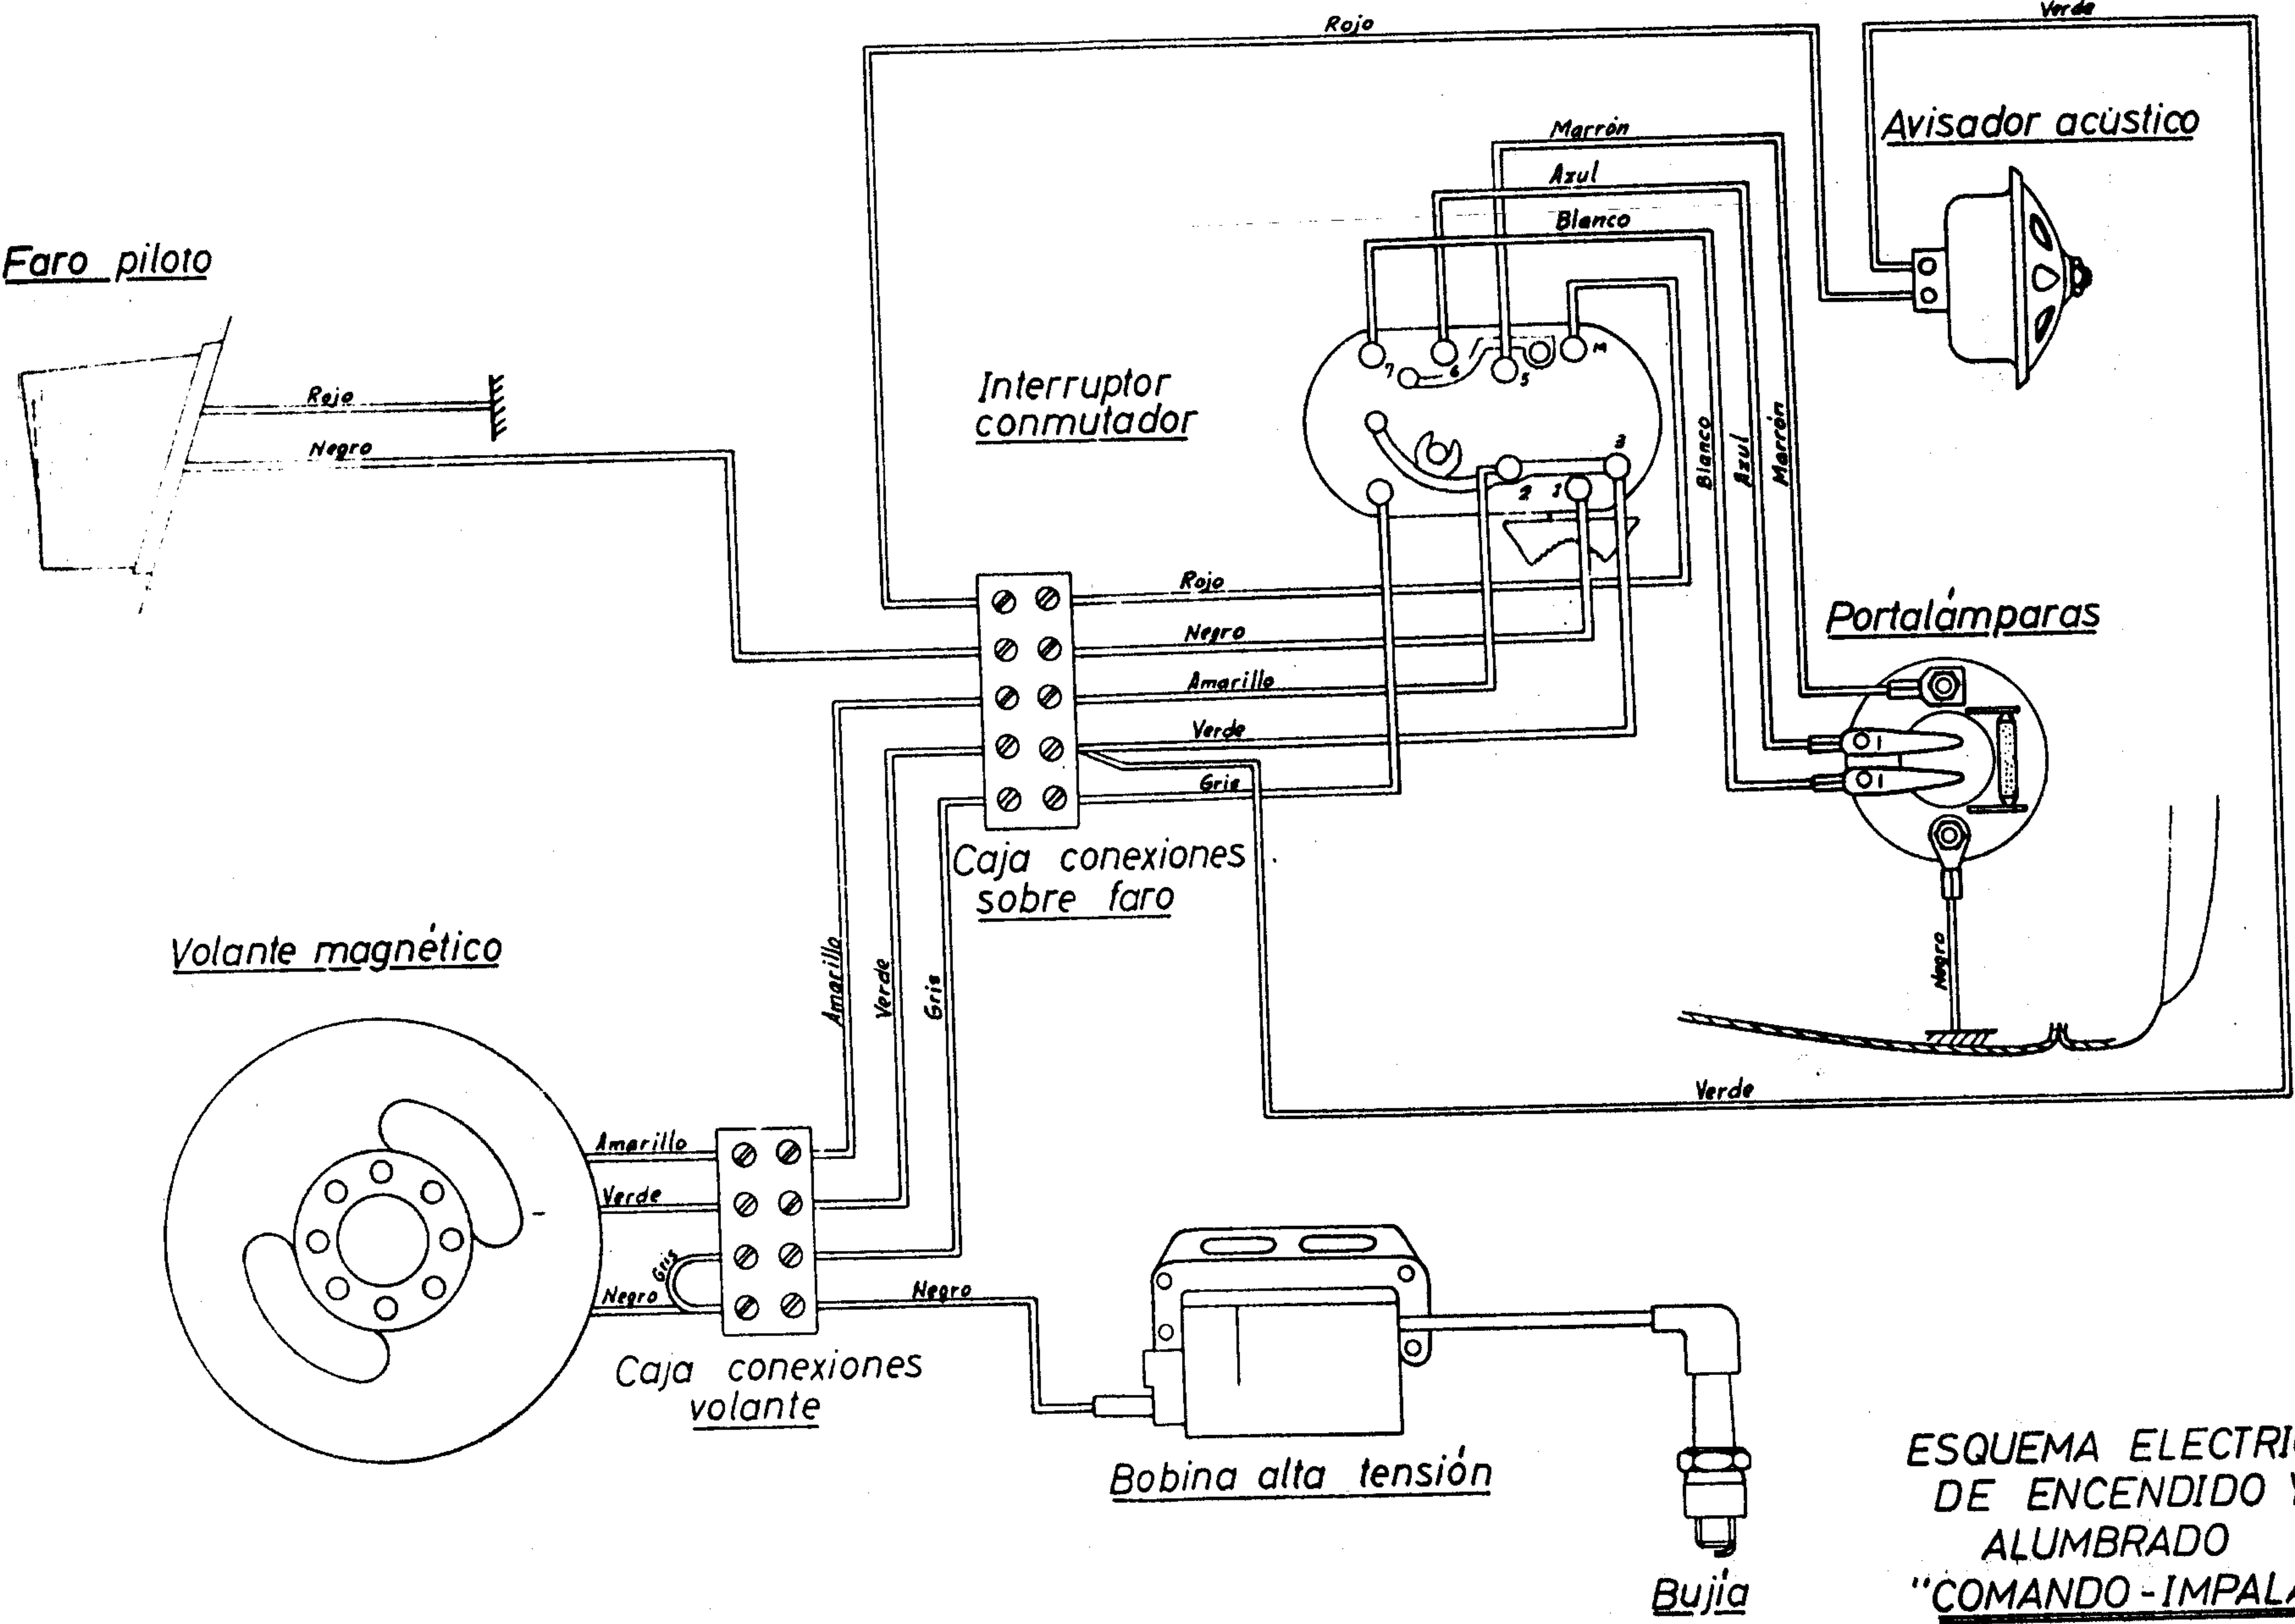 Rojo
Verde
Avisador acústico
Marrón
Azul
Blanco
Faro piloto
Rojo
Negro
Interruptor
conmutador
7
6
5
M
2
1
3
Blanco
Azul
Marrón
Rojo
Negro
Amarillo
Verde
Gris
Portalámparas
Caja conexiones
sobre faro
Negro
Volante magnético
Amarillo
Verde
Gris
Verde
Amarillo
Verde
Gris
Negro
Negro
Caja conexiones
volante
Bobina alta tensión
Bujía
ESQUEMA ELECTRIC
DE ENCENDIDO Y
ALUMBRADO
"COMANDO-IMPALA